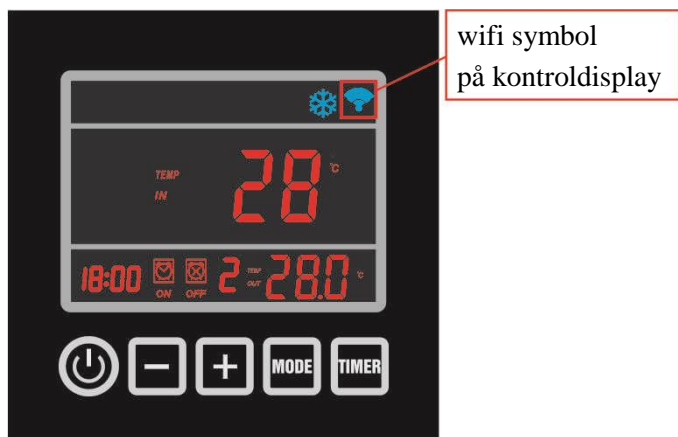 wifi symbol
på kontroldisplay
TEMP
IN
28 °C
18:00 ON OFF 2 TEMP OUT 28.0 °C
MODE TIMER